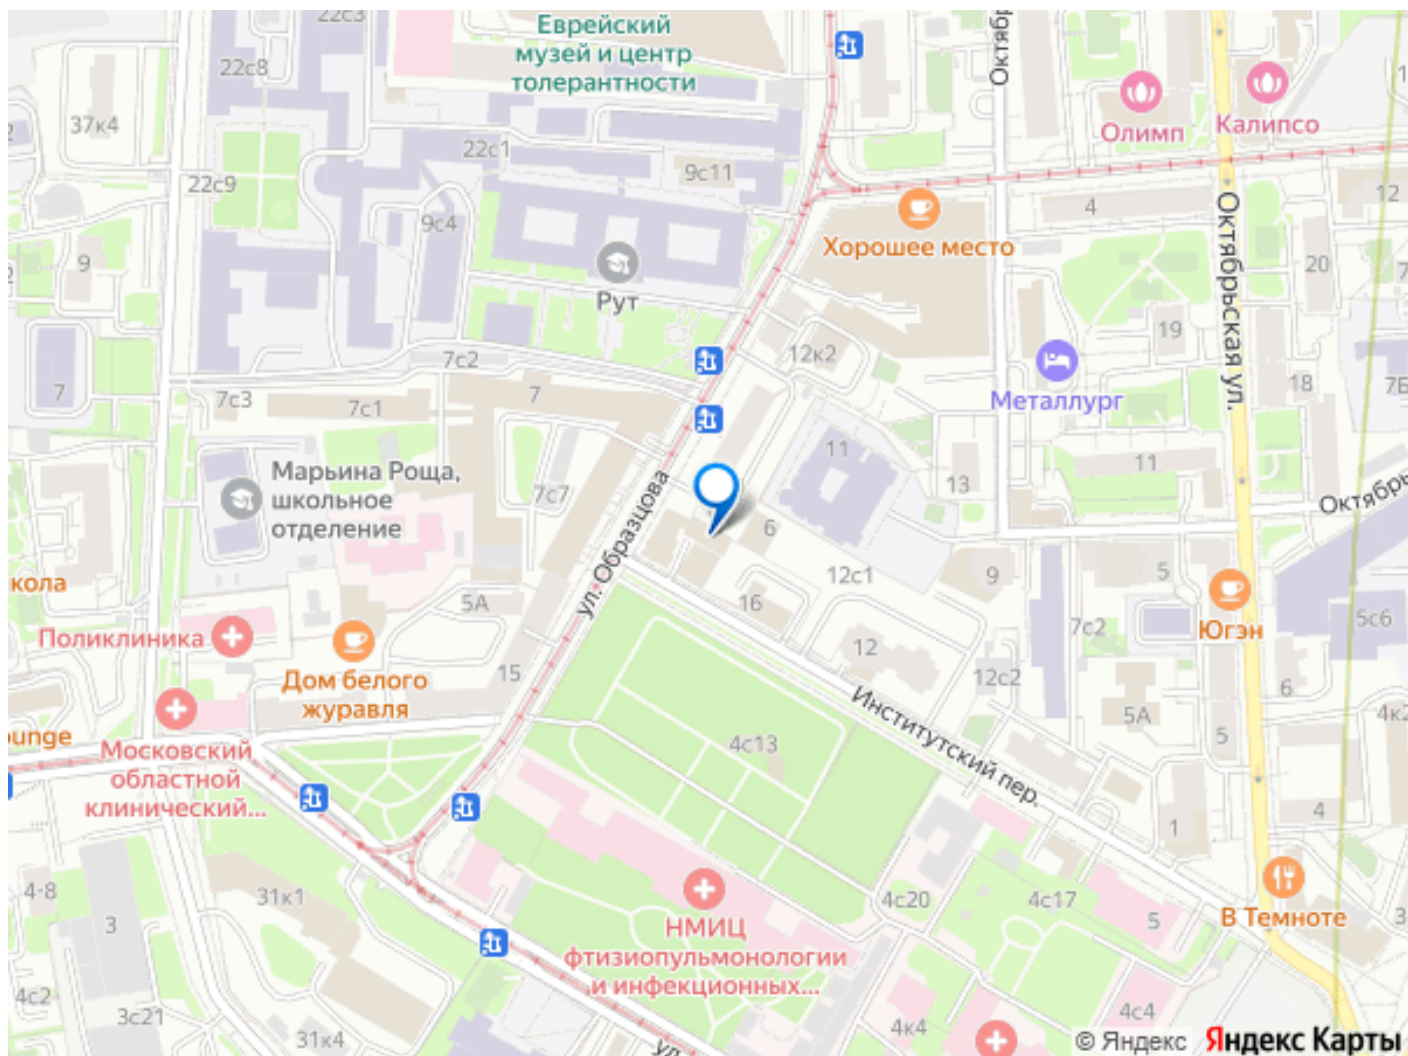 22с3
Еврейский
музей и центр
толерантности
Октябр
22с8
Олимп
Калипсо
37к4
22с1
22с9
9с11
12
4
9с4
Октябрьская ул.
Хорошее место
9
20
Рут
19
12к2
7с2
7
7с3
7с1
7
Металлург
18
7Б
11
11
13
Марьина Роща,
школьное
отделение
7с7
ул. Образцова
Октябрь
6
12с1
9
5
кола
5А
16
Югэн
5с6
Поликлиника
7с2
12
15
12с2
6
Дом белого
журавля
Институтский пер.
5А
5
4к2
unge
Московский
областной
клинический...
4с13
4
1
4-8
31к1
3
4с20
4с17
5
НМИЦ
фтизиопульмонологии
и инфекционных...
В Темноте
3
4с2
3с21
31к4
4к4
4с4
ул
© Яндекс
Яндекс Карты